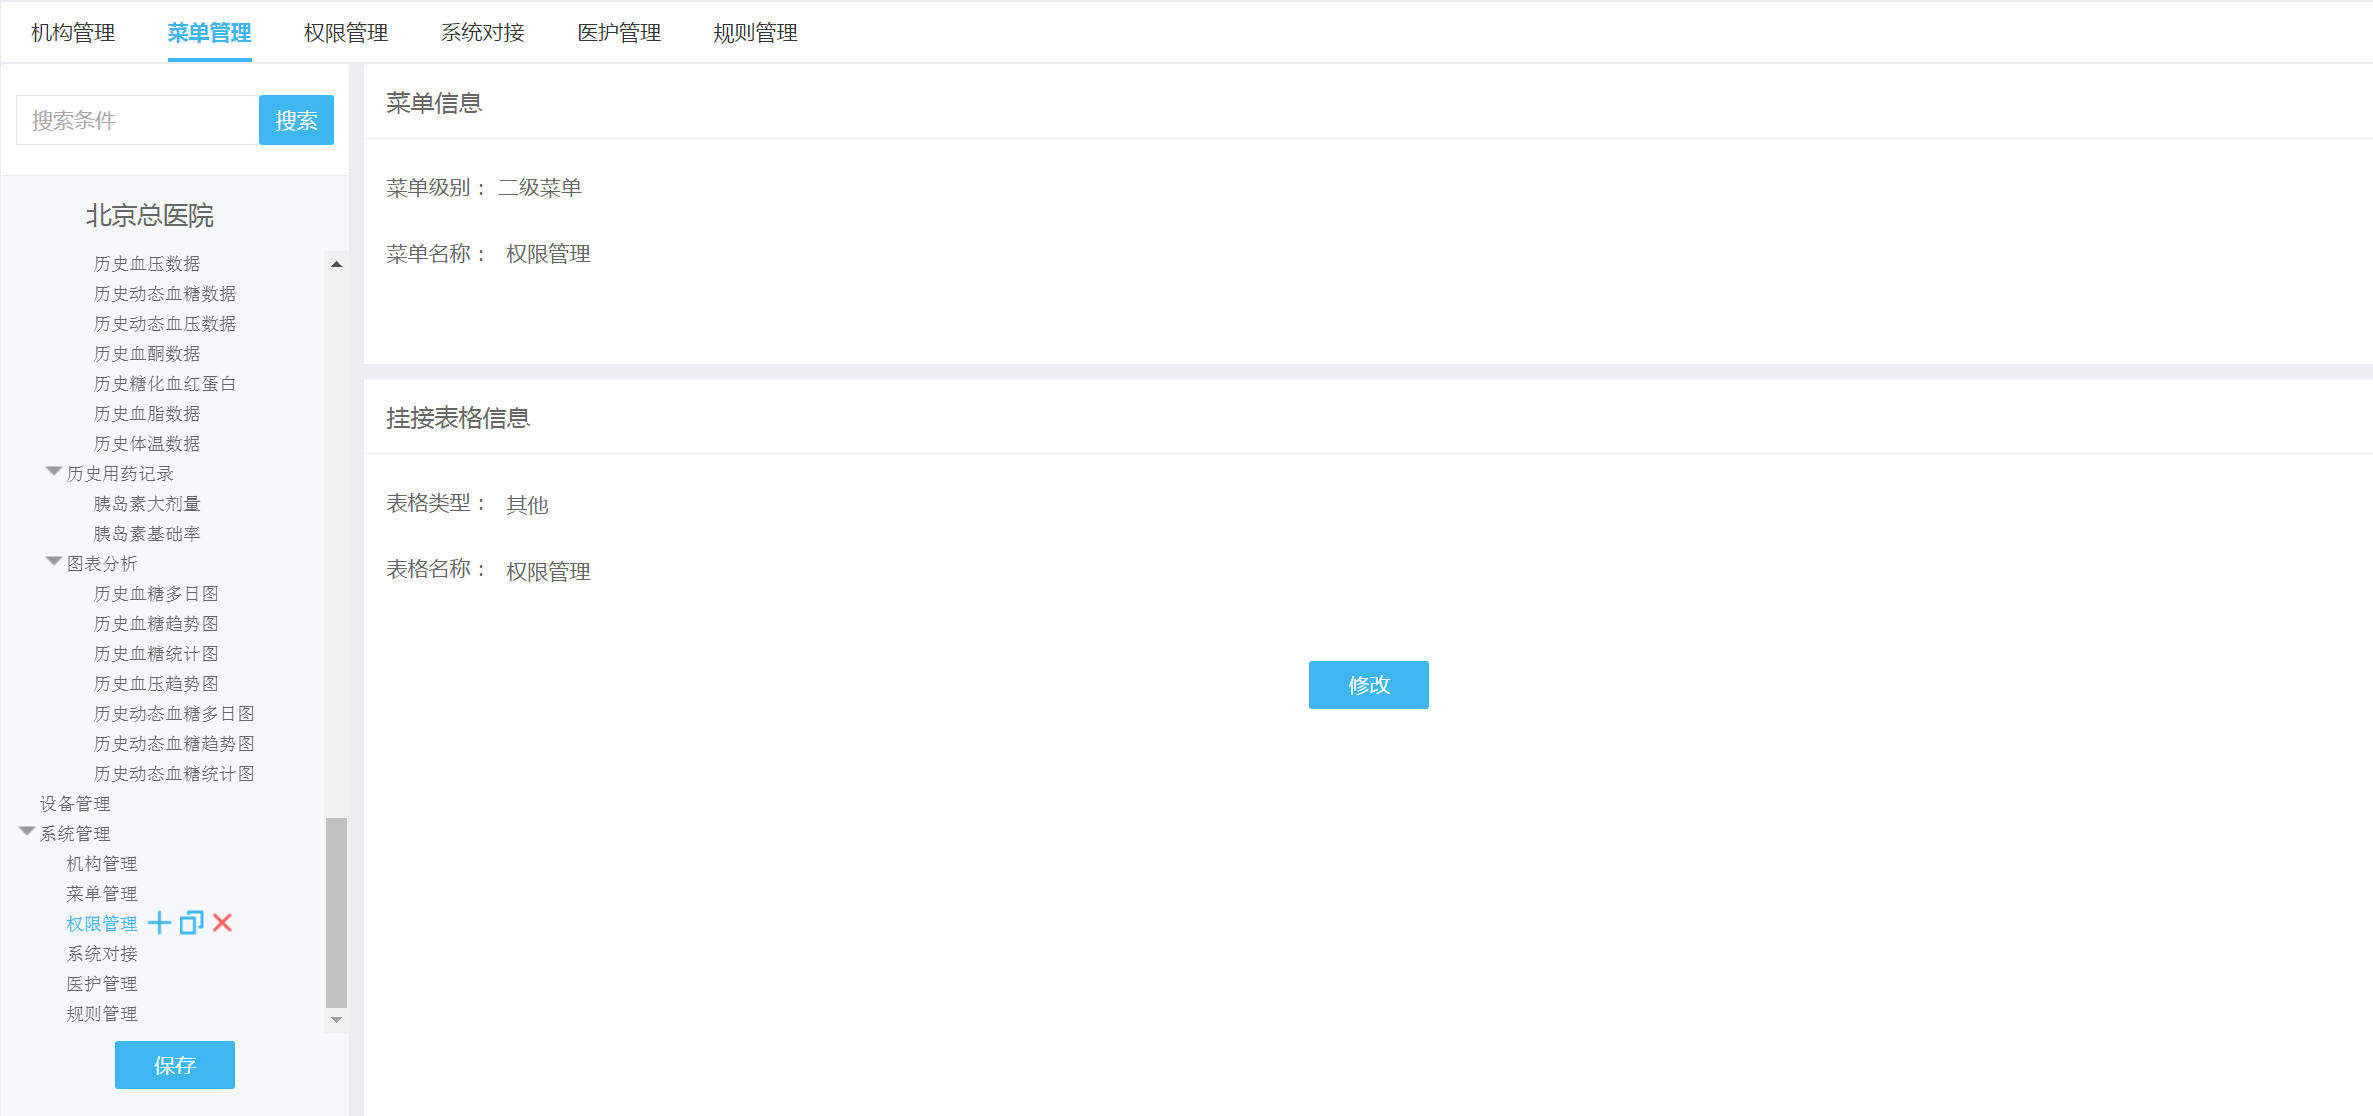 机构管理 菜单管理 权限管理 系统对接 医护管理 规则管理
搜索条件 搜索
北京总医院
历史血压数据
历史动态血糖数据
历史动态血压数据
历史血酮数据
历史糖化血红蛋白
历史血脂数据
历史体温数据
历史用药记录
胰岛素大剂量
胰岛素基础率
图表分析
历史血糖多日图
历史血糖趋势图
历史血糖统计图
历史血压趋势图
历史动态血糖多日图
历史动态血糖趋势图
历史动态血糖统计图
设备管理
系统管理
机构管理
菜单管理
权限管理
系统对接
医护管理
规则管理
保存
菜单信息
菜单级别： 二级菜单
菜单名称： 权限管理
挂接表格信息
表格类型： 其他
表格名称： 权限管理
修改